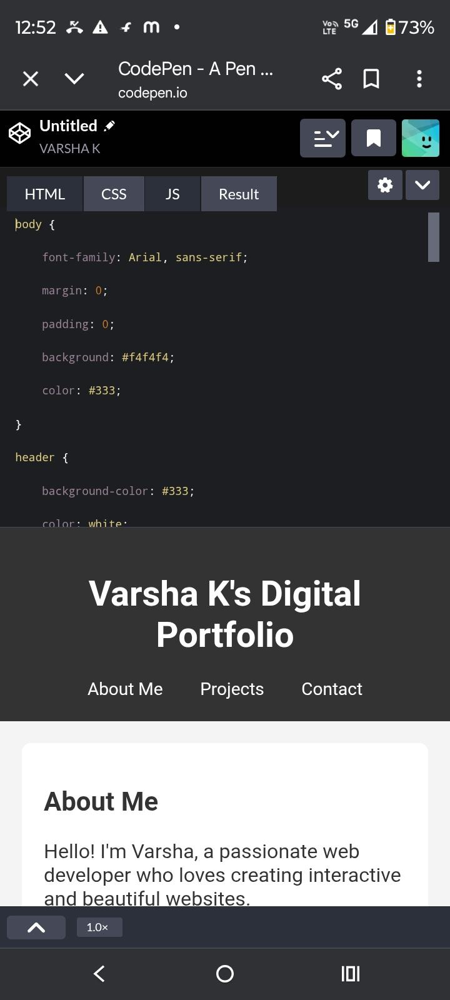 12:52 Vo LTE 5G 73%
CodePen - A Pen ...
codepen.io
Untitled
VARSHA K
HTML CSS JS Result
body {
font-family: Arial, sans-serif;
margin: 0;
padding: 0;
background: #f4f4f4;
color: #333;
}
header {
background-color: #333;
color: white;
Varsha K's Digital
Portfolio
About Me Projects Contact
About Me
Hello! I'm Varsha, a passionate web
developer who loves creating interactive
and beautiful websites.
1.0×